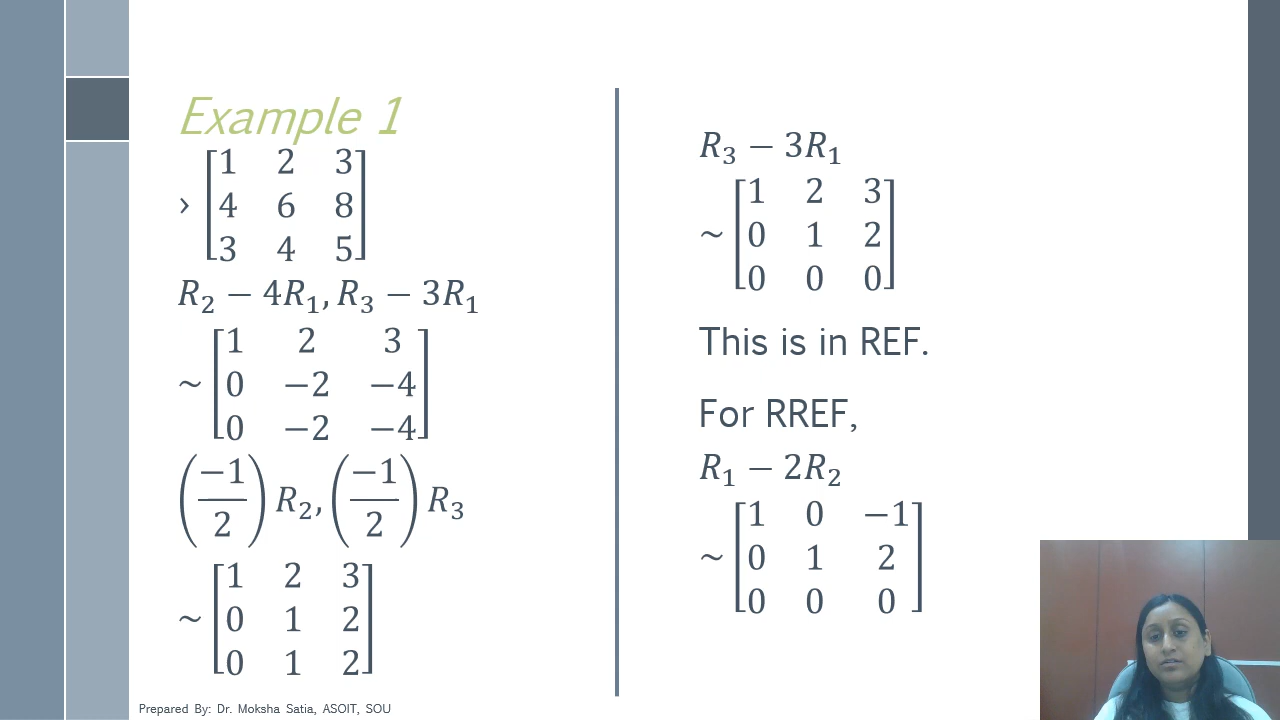 Example 1
› [1 2 3
4 6 8
3 4 5]
R₂ − 4R₁, R₃ − 3R₁
~ [1 2 3
0 −2 −4
0 −2 −4]
(−1/2) R₂, (−1/2) R₃
~ [1 2 3
0 1 2
0 1 2]
R₃ − 3R₁
~ [1 2 3
0 1 2
0 0 0]
This is in REF.
For RREF,
R₁ − 2R₂
~ [1 0 −1
0 1 2
0 0 0]
Prepared By: Dr. Moksha Satia, ASOIT, SOU